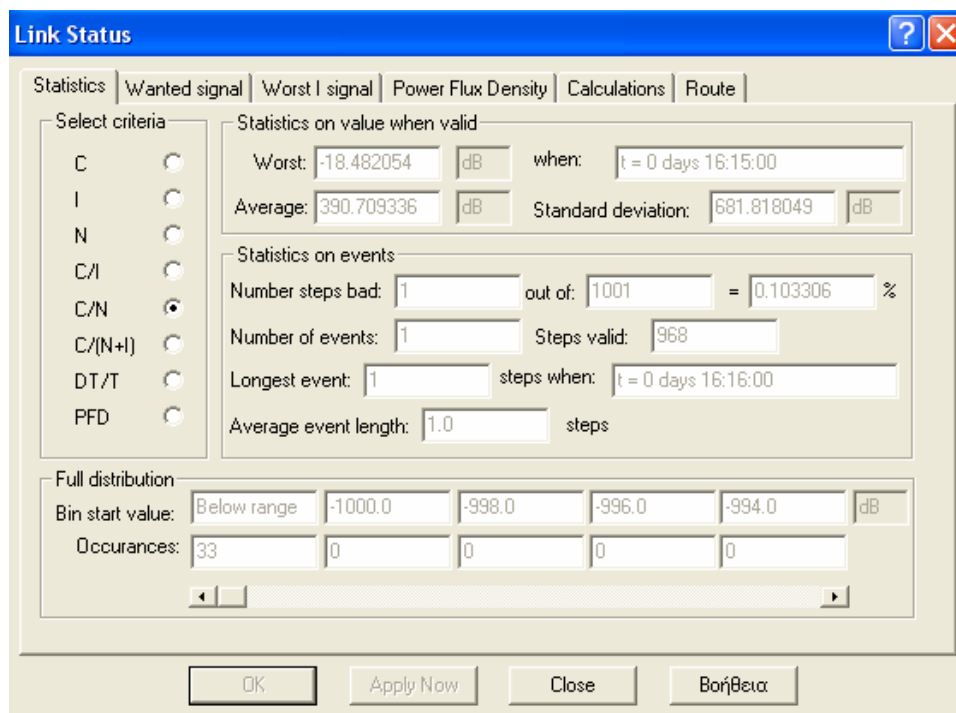 Link Status
Statistics Wanted signal Worst I signal Power Flux Density Calculations Route
Select criteria
C
I
N
C/I
C/N
C/(N+I)
DT/T
PFD
Statistics on value when valid
Worst: -18.482054 dB when: t = 0 days 16:15:00
Average: 390.709336 dB Standard deviation: 681.818049 dB
Statistics on events
Number steps bad: 1 out of: 1001 = 0.103306 %
Number of events: 1 Steps valid: 968
Longest event: 1 steps when: t = 0 days 16:16:00
Average event length: 1.0 steps
Full distribution
Bin start value: Below range -1000.0 -998.0 -996.0 -994.0 dB
Occurances: 33 0 0 0 0
OK Apply Now Close Βοήθεια